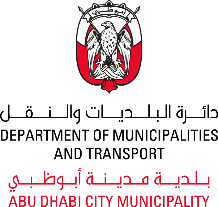 دائرة البلديات والنقل
DEPARTMENT OF MUNICIPALITIES
AND TRANSPORT
بلدية مدينة أبوظبي
ABU DHABI CITY MUNICIPALITY